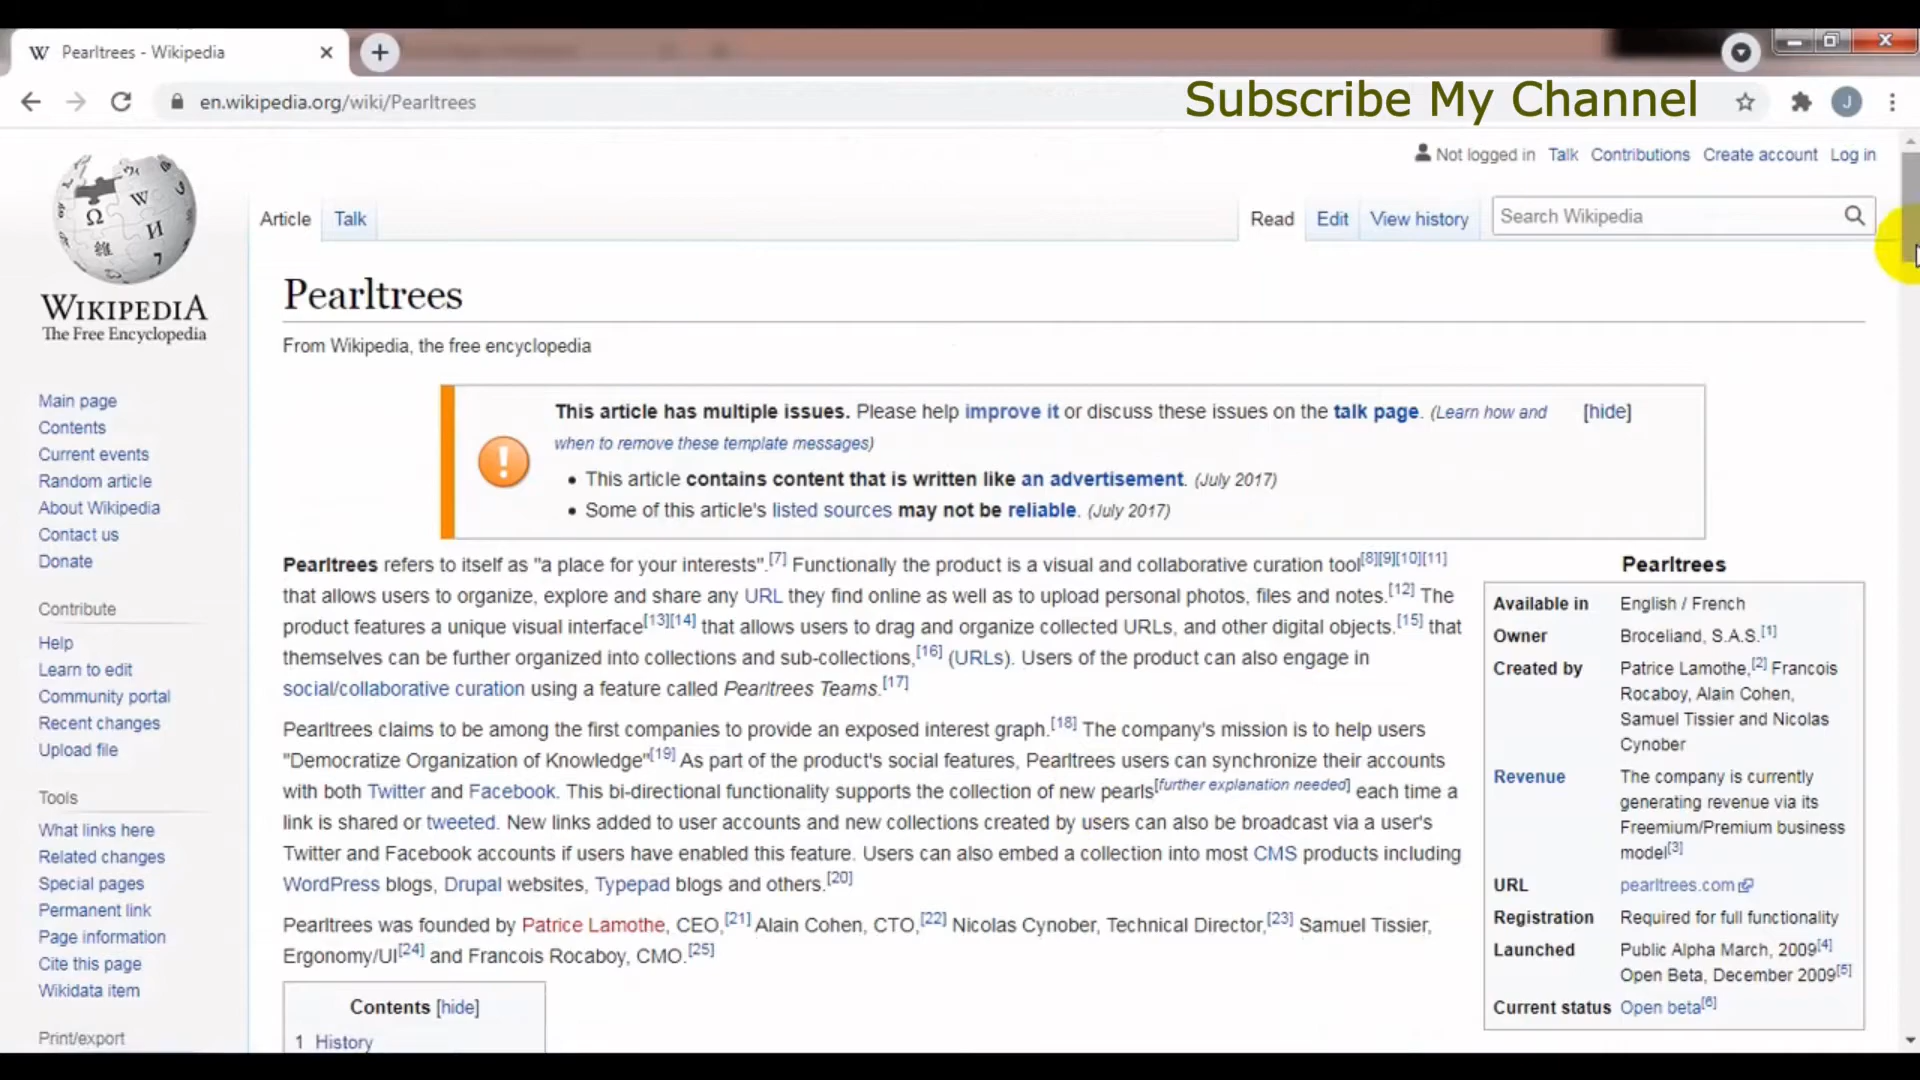 Pearltrees - Wikipedia
en.wikipedia.org/wiki/Pearltrees
Subscribe My Channel
J
Not logged in Talk Contributions Create account Log in
Article Talk
Read Edit View history
Search Wikipedia
WIKIPEDIA
The Free Encyclopedia
Main page
Contents
Current events
Random article
About Wikipedia
Contact us
Donate
Contribute
Help
Learn to edit
Community portal
Recent changes
Upload file
Tools
What links here
Related changes
Special pages
Permanent link
Page information
Cite this page
Wikidata item
Print/export
Pearltrees
From Wikipedia, the free encyclopedia
This article has multiple issues. Please help improve it or discuss these issues on the talk page. (Learn how and [hide]
when to remove these template messages)
• This article contains content that is written like an advertisement. (July 2017)
• Some of this article's listed sources may not be reliable. (July 2017)
Pearltrees refers to itself as "a place for your interests".[7] Functionally the product is a visual and collaborative curation tool[8][9][10][11]
that allows users to organize, explore and share any URL they find online as well as to upload personal photos, files and notes.[12] The
product features a unique visual interface[13][14] that allows users to drag and organize collected URLs, and other digital objects.[15] that
themselves can be further organized into collections and sub-collections,[16] (URLs). Users of the product can also engage in
social/collaborative curation using a feature called Pearltrees Teams.[17]
Pearltrees claims to be among the first companies to provide an exposed interest graph.[18] The company's mission is to help users
"Democratize Organization of Knowledge"[19] As part of the product's social features, Pearltrees users can synchronize their accounts
with both Twitter and Facebook. This bi-directional functionality supports the collection of new pearls[further explanation needed] each time a
link is shared or tweeted. New links added to user accounts and new collections created by users can also be broadcast via a user's
Twitter and Facebook accounts if users have enabled this feature. Users can also embed a collection into most CMS products including
WordPress blogs, Drupal websites, Typepad blogs and others.[20]
Pearltrees was founded by Patrice Lamothe, CEO,[21] Alain Cohen, CTO,[22] Nicolas Cynober, Technical Director,[23] Samuel Tissier,
Ergonomy/UI[24] and Francois Rocaboy, CMO.[25]
Contents [hide]
1 History
Pearltrees
Available in English / French
Owner Broceliand, S.A.S.[1]
Created by Patrice Lamothe,[2] Francois
Rocaboy, Alain Cohen,
Samuel Tissier and Nicolas
Cynober
Revenue The company is currently
generating revenue via its
Freemium/Premium business
model[3]
URL pearltrees.com
Registration Required for full functionality
Launched Public Alpha March, 2009[4]
Open Beta, December 2009[5]
Current status Open beta[6]